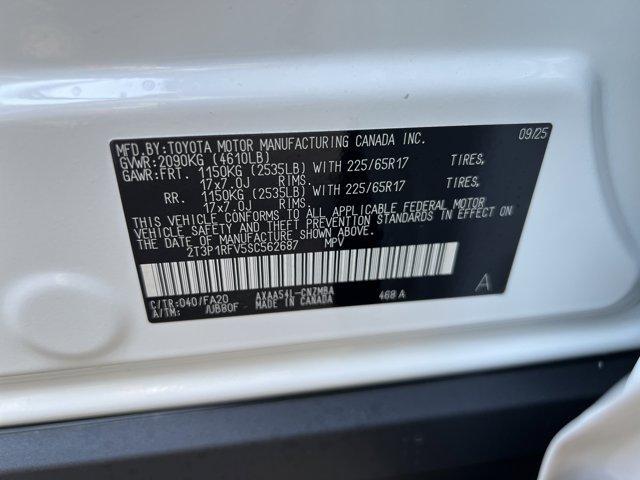 MFD.BY:TOYOTA MOTOR MANUFACTURING CANADA INC. 09/25
GVWR:2090KG (4610LB)
GAWR:FRT. 1150KG (2535LB) WITH 225/65R17 TIRES,
17x7.0J RIMS.
RR. 1150KG (2535LB) WITH 225/65R17 TIRES,
17x7.0J RIMS.
THIS VEHICLE CONFORMS TO ALL APPLICABLE FEDERAL MOTOR
VEHICLE SAFETY AND THEFT PREVENTION STANDARDS IN EFFECT ON
THE DATE OF MANUFACTURE SHOWN ABOVE.
2T3P1RFV5SC562687 MPV
C/TR:040/FA20 AXAA54L-CNZMBA 468 A A
A/TM: /UB80F MADE IN CANADA